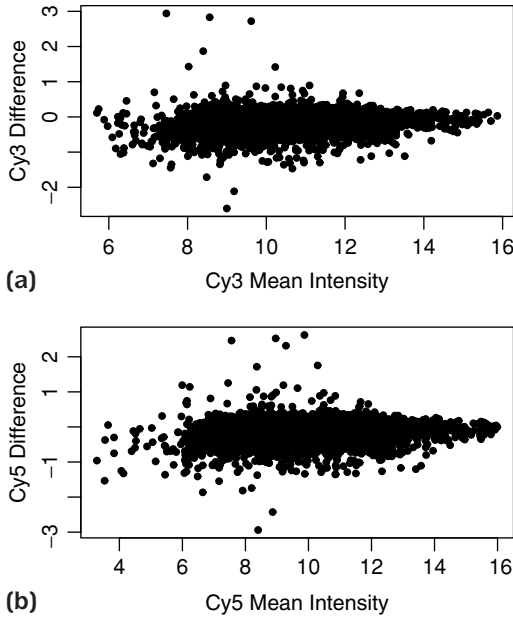 3
2
1
0
−2
Cy3 Difference
6 8 10 12 14 16
(a) Cy3 Mean Intensity
2
1
−1
−3
Cy5 Difference
4 6 8 10 12 14 16
(b) Cy5 Mean Intensity